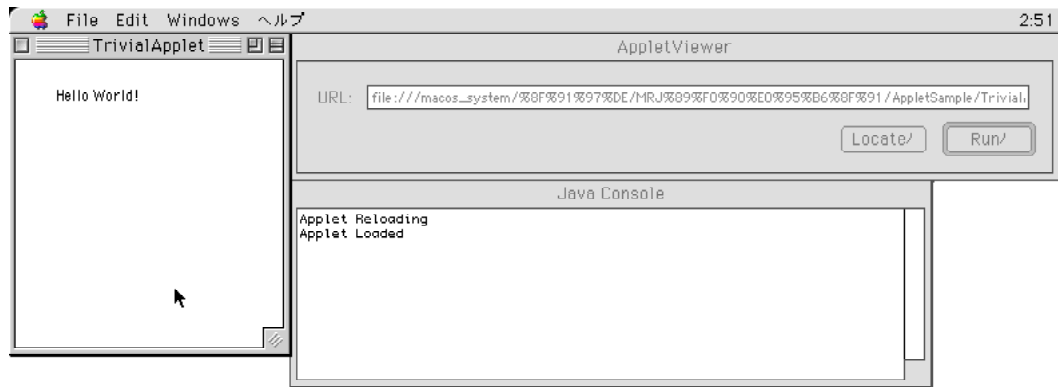 File Edit Windows ヘルプ 2:51
TrivialApplet
Hello World!
AppletViewer
URL: file:///macos_system/%8F%91%97%DE/MRJ%89%F0%90%E0%95%B6%8F%91/AppletSample/Trivial
Locate
Run
Java Console
Applet Reloading
Applet Loaded